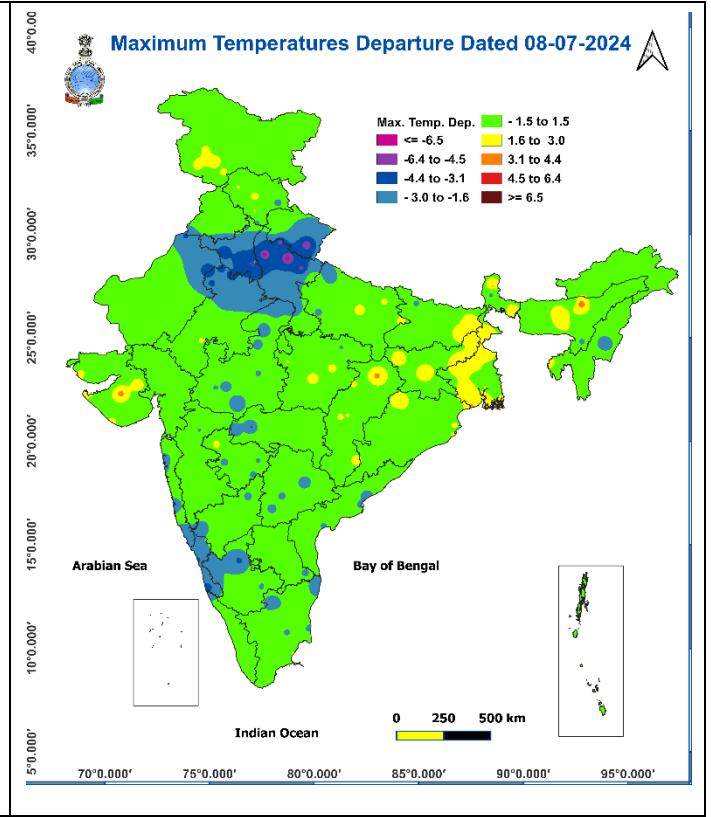 Maximum Temperatures Departure Dated 08-07-2024
Max. Temp. Dep.
<= -6.5
-6.4 to -4.5
-4.4 to -3.1
- 3.0 to -1.6
- 1.5 to 1.5
1.6 to 3.0
3.1 to 4.4
4.5 to 6.4
>= 6.5
40°0.00
35°0.000'
30°0.000'
25°0.000'
20°0.000'
15°0.000'
10°0.000'
5°0.000'
Arabian Sea
Bay of Bengal
Indian Ocean
0 250 500 km
70°0.000' 75°0.000' 80°0.000' 85°0.000' 90°0.000' 95°0.000'